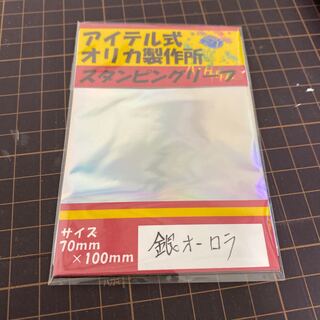 アイテル式
オリカ製作所
スタンピングリーフ
サイズ
70mm
×100mm
銀オーロラ